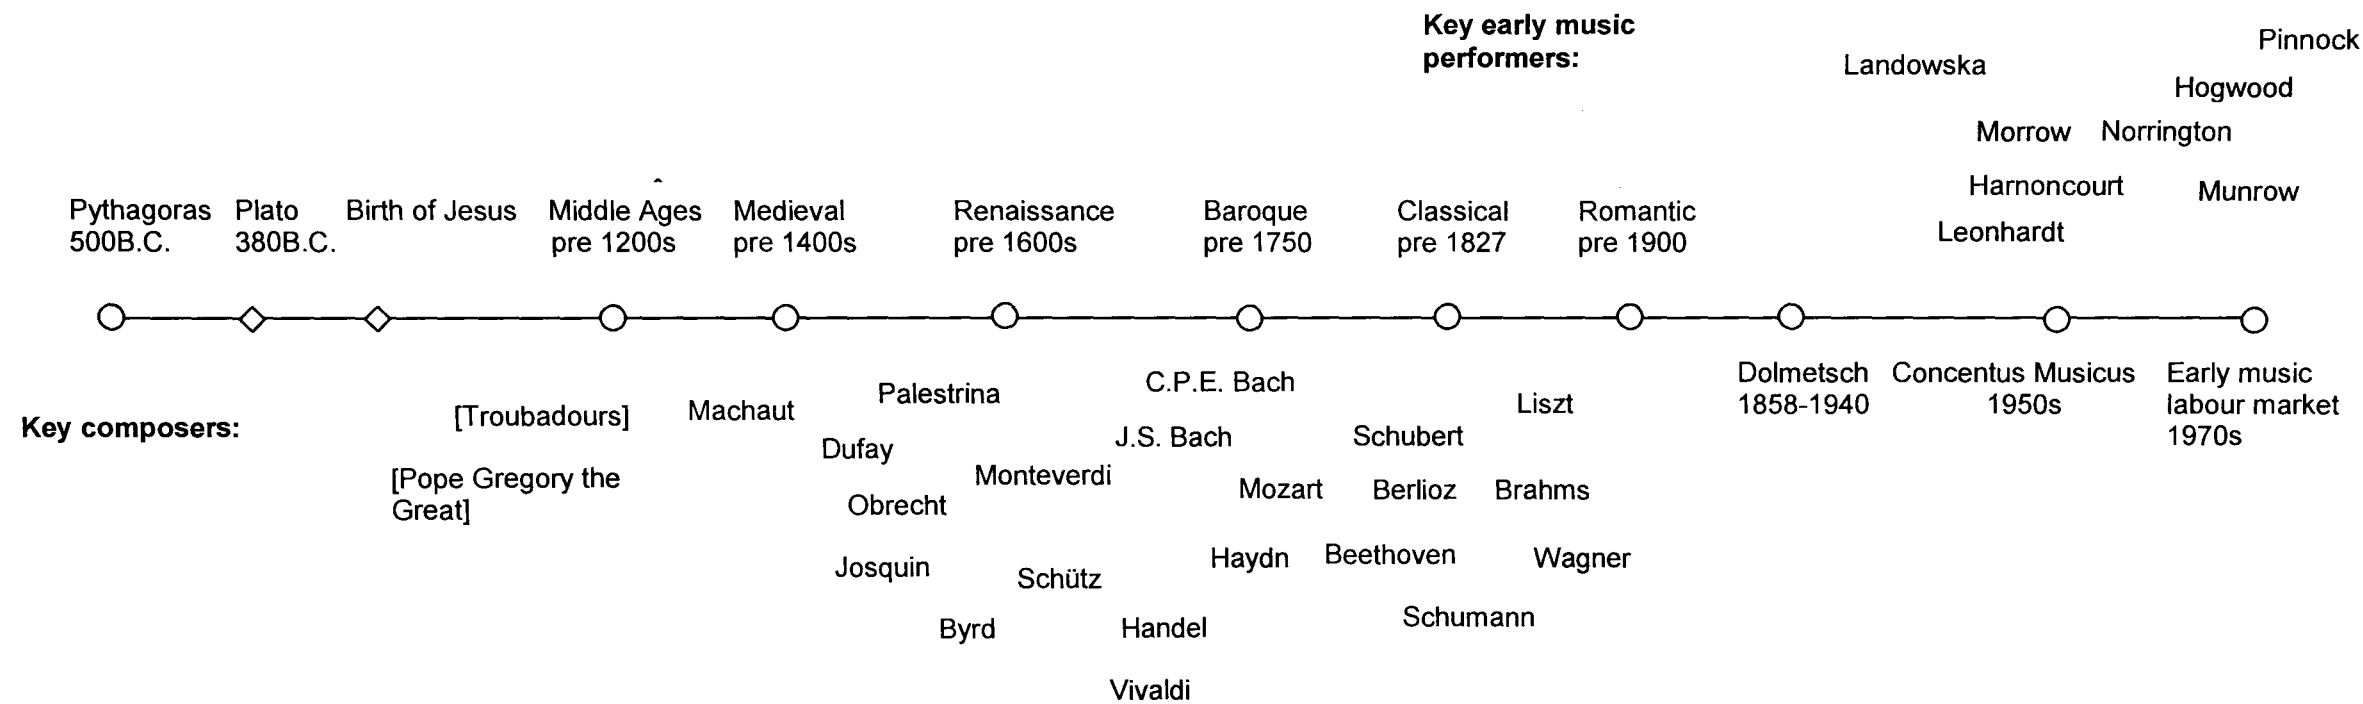 Key early music
performers:
Pinnock
Landowska
Hogwood
Morrow Norrington
Harnoncourt Munrow
Leonhardt
Pythagoras
500B.C.
Plato
380B.C.
Birth of Jesus
Middle Ages
pre 1200s
Medieval
pre 1400s
Renaissance
pre 1600s
Baroque
pre 1750
Classical
pre 1827
Romantic
pre 1900
Dolmetsch
1858-1940
Concentus Musicus
1950s
Early music
labour market
1970s
Key composers:
[Troubadours]
[Pope Gregory the
Great]
Machaut
Palestrina
Dufay
Obrecht
Josquin
Byrd
Monteverdi
Schütz
C.P.E. Bach
J.S. Bach
Handel
Vivaldi
Mozart
Haydn
Schubert
Berlioz
Beethoven
Schumann
Liszt
Brahms
Wagner